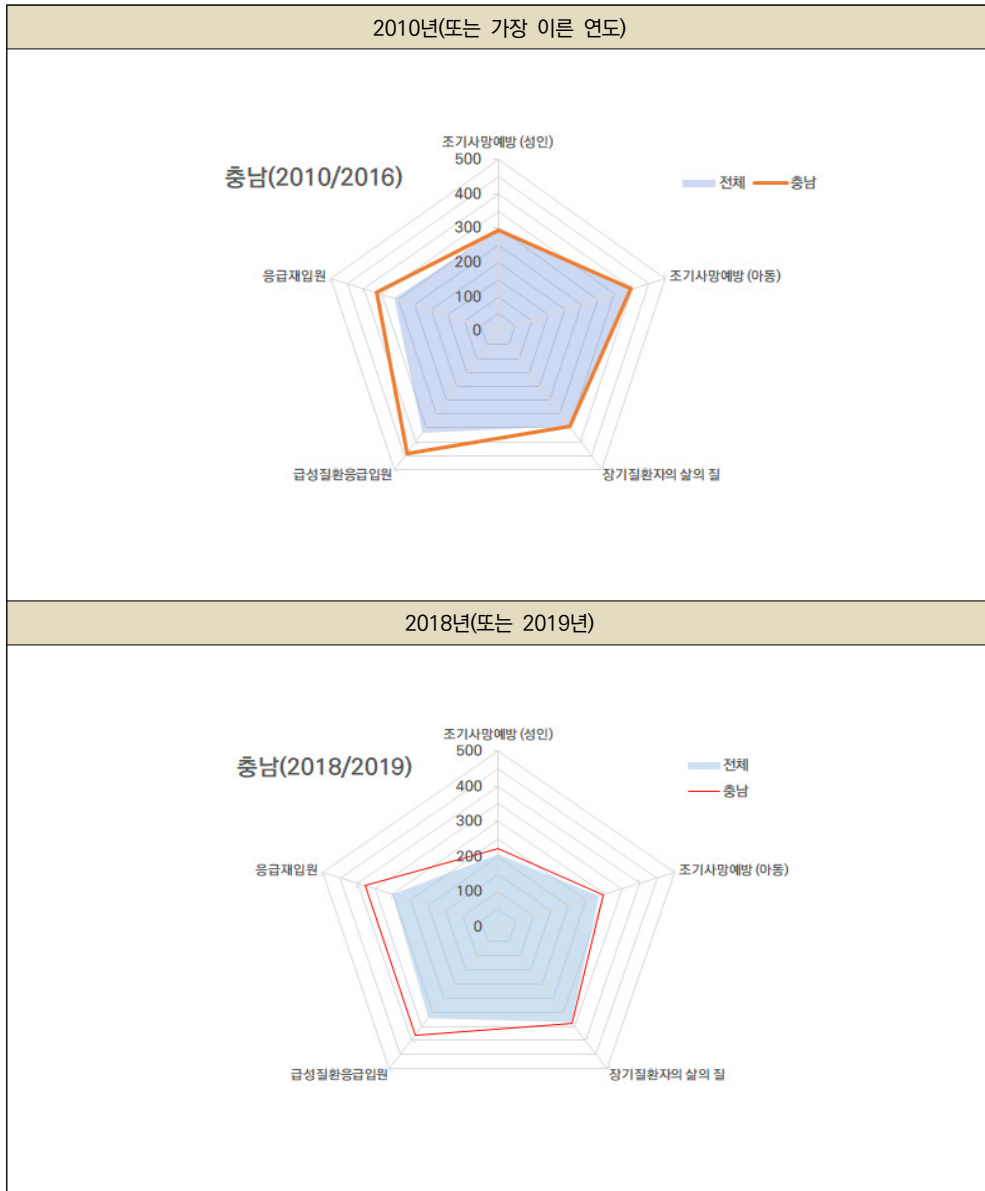 2010년(또는 가장 이른 연도)
조기사망예방 (성인)
충남(2010/2016)
500
400
300
200
100
0
전체
충남
응급재입원
조기사망예방 (아동)
급성질환응급입원
장기질환자의 삶의 질
2018년(또는 2019년)
조기사망예방 (성인)
충남(2018/2019)
500
400
300
200
100
0
전체
충남
응급재입원
조기사망예방 (아동)
급성질환응급입원
장기질환자의 삶의 질